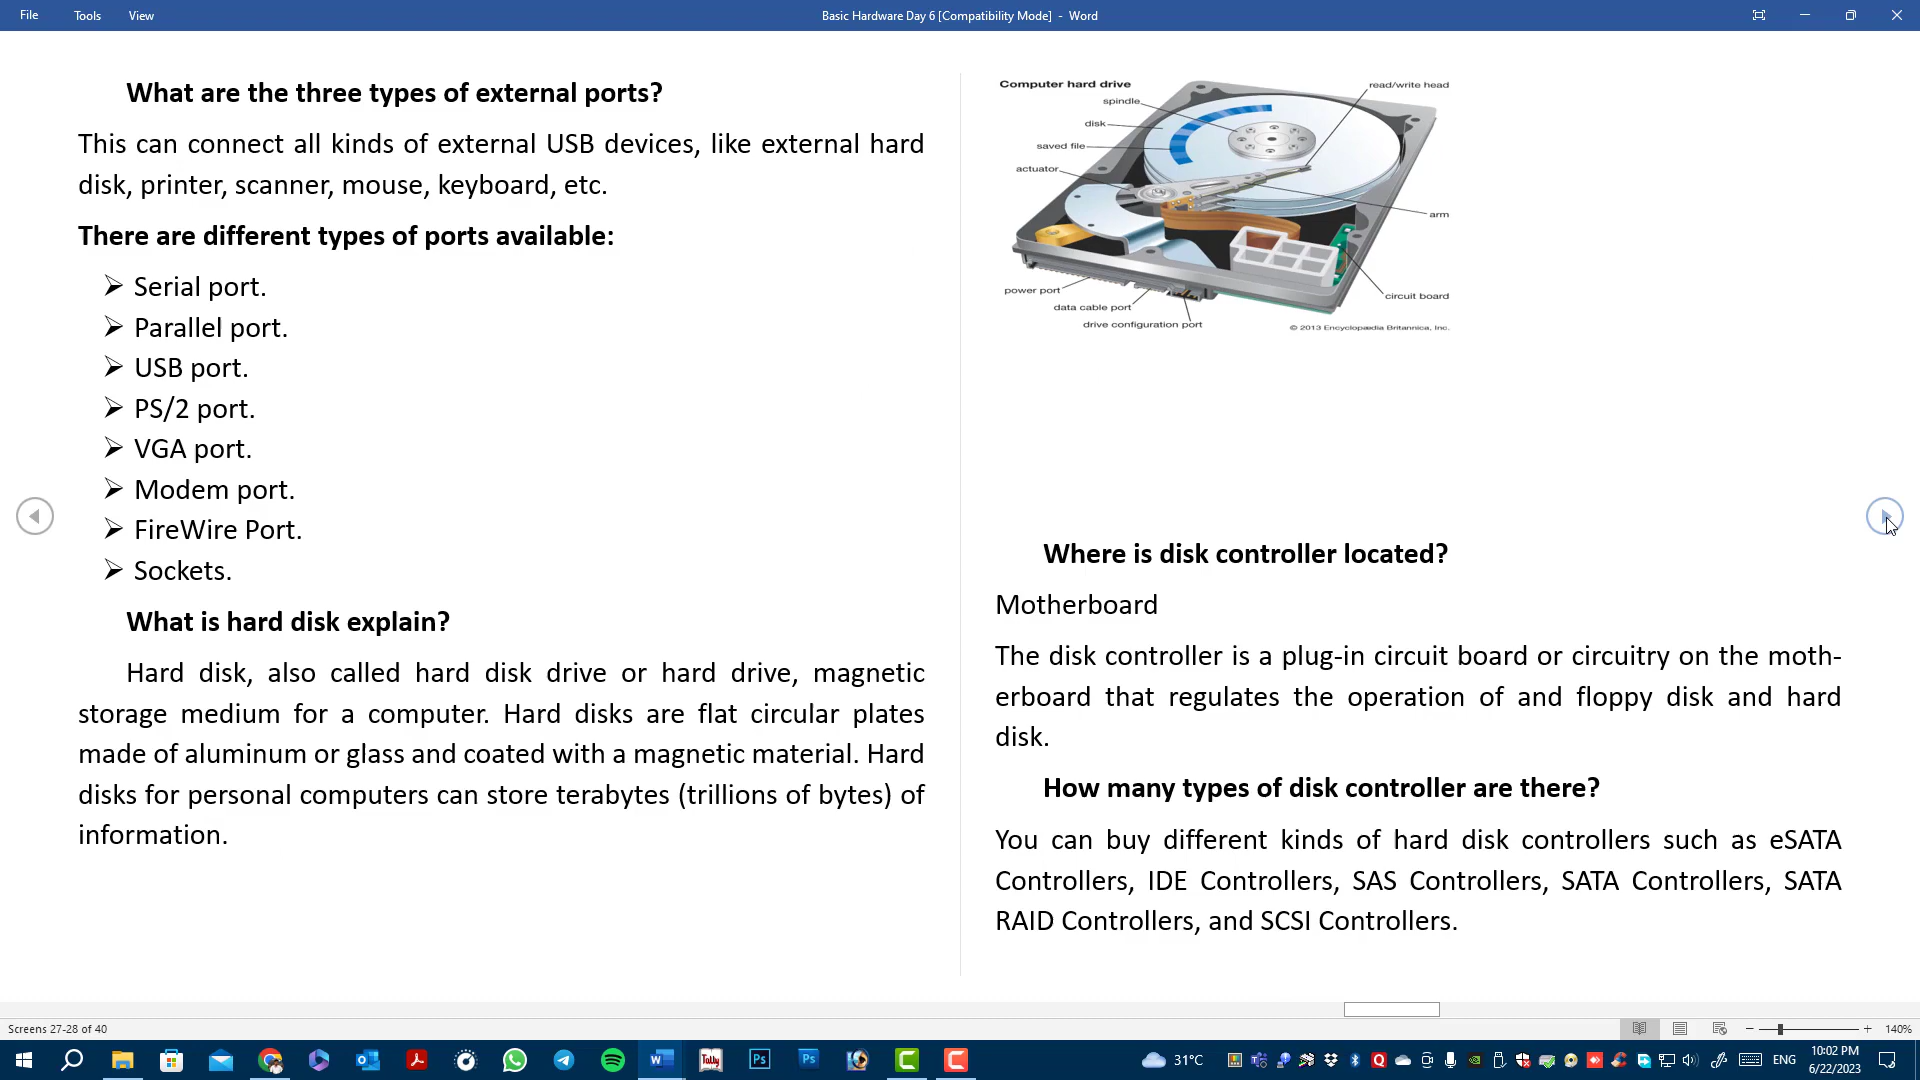 File Tools View
Basic Hardware Day 6 [Compatibility Mode] - Word
What are the three types of external ports?
This can connect all kinds of external USB devices, like external hard
disk, printer, scanner, mouse, keyboard, etc.
There are different types of ports available:
Serial port.
Parallel port.
USB port.
PS/2 port.
VGA port.
Modem port.
FireWire Port.
Sockets.
What is hard disk explain?
Hard disk, also called hard disk drive or hard drive, magnetic
storage medium for a computer. Hard disks are flat circular plates
made of aluminum or glass and coated with a magnetic material. Hard
disks for personal computers can store terabytes (trillions of bytes) of
information.
Computer hard drive
read/write head
spindle
disk
saved file
actuator
arm
power port
data cable port
drive configuration port
circuit board
© 2013 Encyclopædia Britannica, Inc.
Where is disk controller located?
Motherboard
The disk controller is a plug-in circuit board or circuitry on the moth-
erboard that regulates the operation of and floppy disk and hard
disk.
How many types of disk controller are there?
You can buy different kinds of hard disk controllers such as eSATA
Controllers, IDE Controllers, SAS Controllers, SATA Controllers, SATA
RAID Controllers, and SCSI Controllers.
Screens 27-28 of 40
140%
Tally
Ps
Ps
31°C
ENG
10:02 PM
6/22/2023